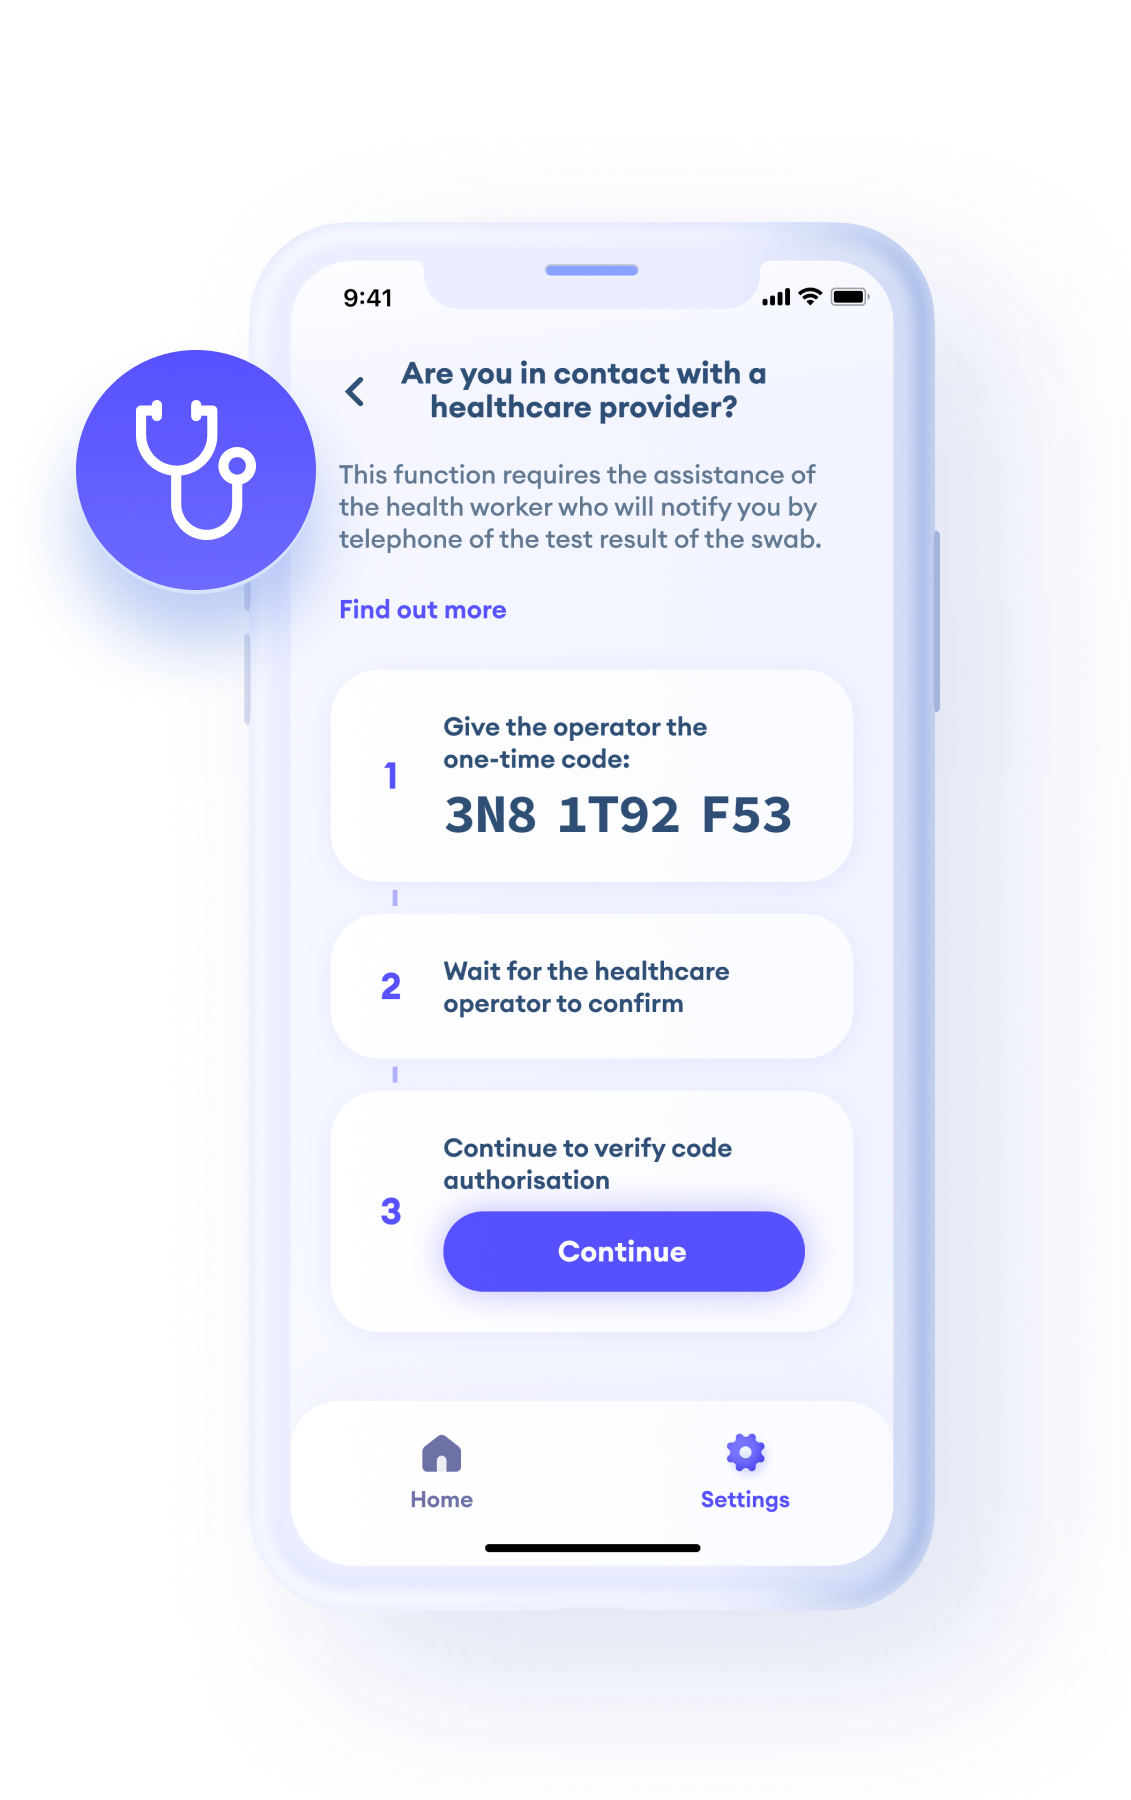 9:41
Are you in contact with a
healthcare provider?
This function requires the assistance of
the health worker who will notify you by
telephone of the test result of the swab.
Find out more
1
Give the operator the
one-time code:
3N8 1T92 F53
2
Wait for the healthcare
operator to confirm
3
Continue to verify code
authorisation
Continue
Home
Settings